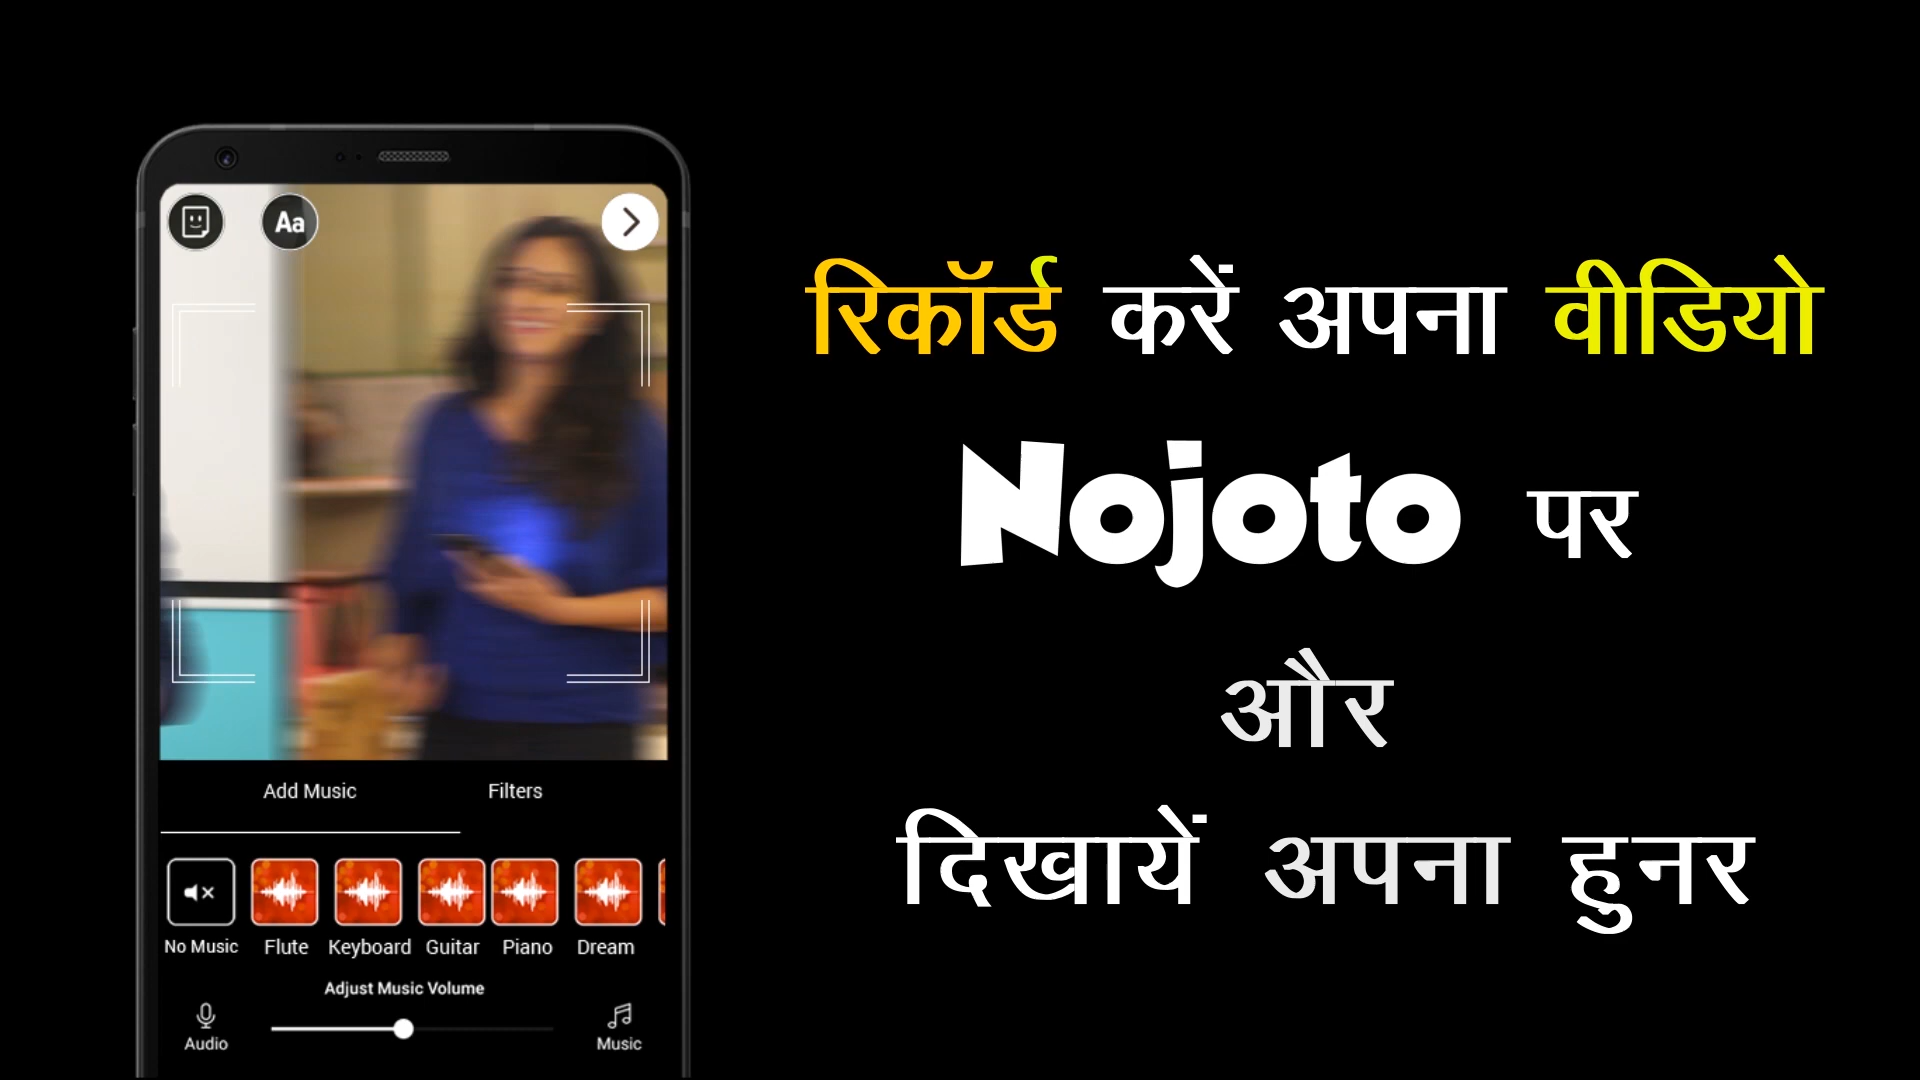 Aa
Add Music Filters
No Music Flute Keyboard Guitar Piano Dream
Adjust Music Volume
Audio Music
रिकॉर्ड करें अपना वीडियो
Nojoto पर
और
दिखायें अपना हुनर